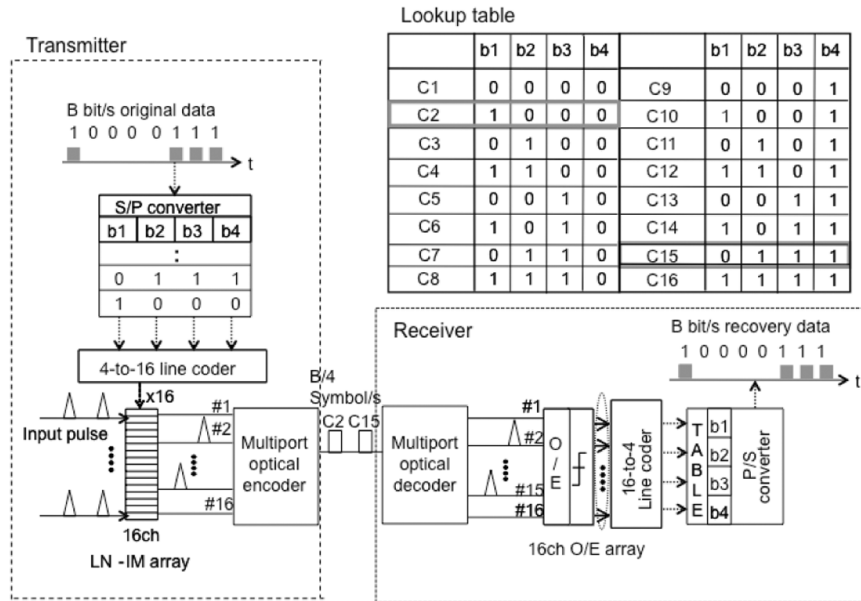 Lookup table
b1 b2 b3 b4 b1 b2 b3 b4
C1 0 0 0 0 C9 0 0 0 1
C2 1 0 0 0 C10 1 0 0 1
C3 0 1 0 0 C11 0 1 0 1
C4 1 1 0 0 C12 1 1 0 1
C5 0 0 1 0 C13 0 0 1 1
C6 1 0 1 0 C14 1 0 1 1
C7 0 1 1 0 C15 0 1 1 1
C8 1 1 1 0 C16 1 1 1 1
Transmitter
B bit/s original data
1 0 0 0 0 1 1 1
t
S/P converter
b1 b2 b3 b4
:
0 1 1 1
1 0 0 0
4-to-16 line coder
x16
Input pulse
#1
#2
#16
16ch
LN -IM array
Multiport
optical
encoder
B/4
Symbol/s
C2 C15
Receiver
Multiport
optical
decoder
#1
#2
#15
#16
O/E
16ch O/E array
16-to-4
Line coder
TABLE
b1
b2
b3
b4
P/S
converter
B bit/s recovery data
1 0 0 0 0 1 1 1
t